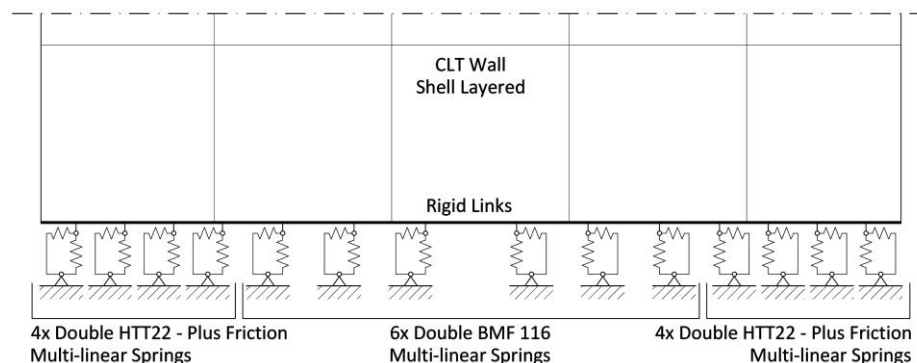 CLT Wall
Shell Layered
Rigid Links
4x Double HTT22 - Plus Friction
Multi-linear Springs
6x Double BMF 116
Multi-linear Springs
4x Double HTT22 - Plus Friction
Multi-linear Springs